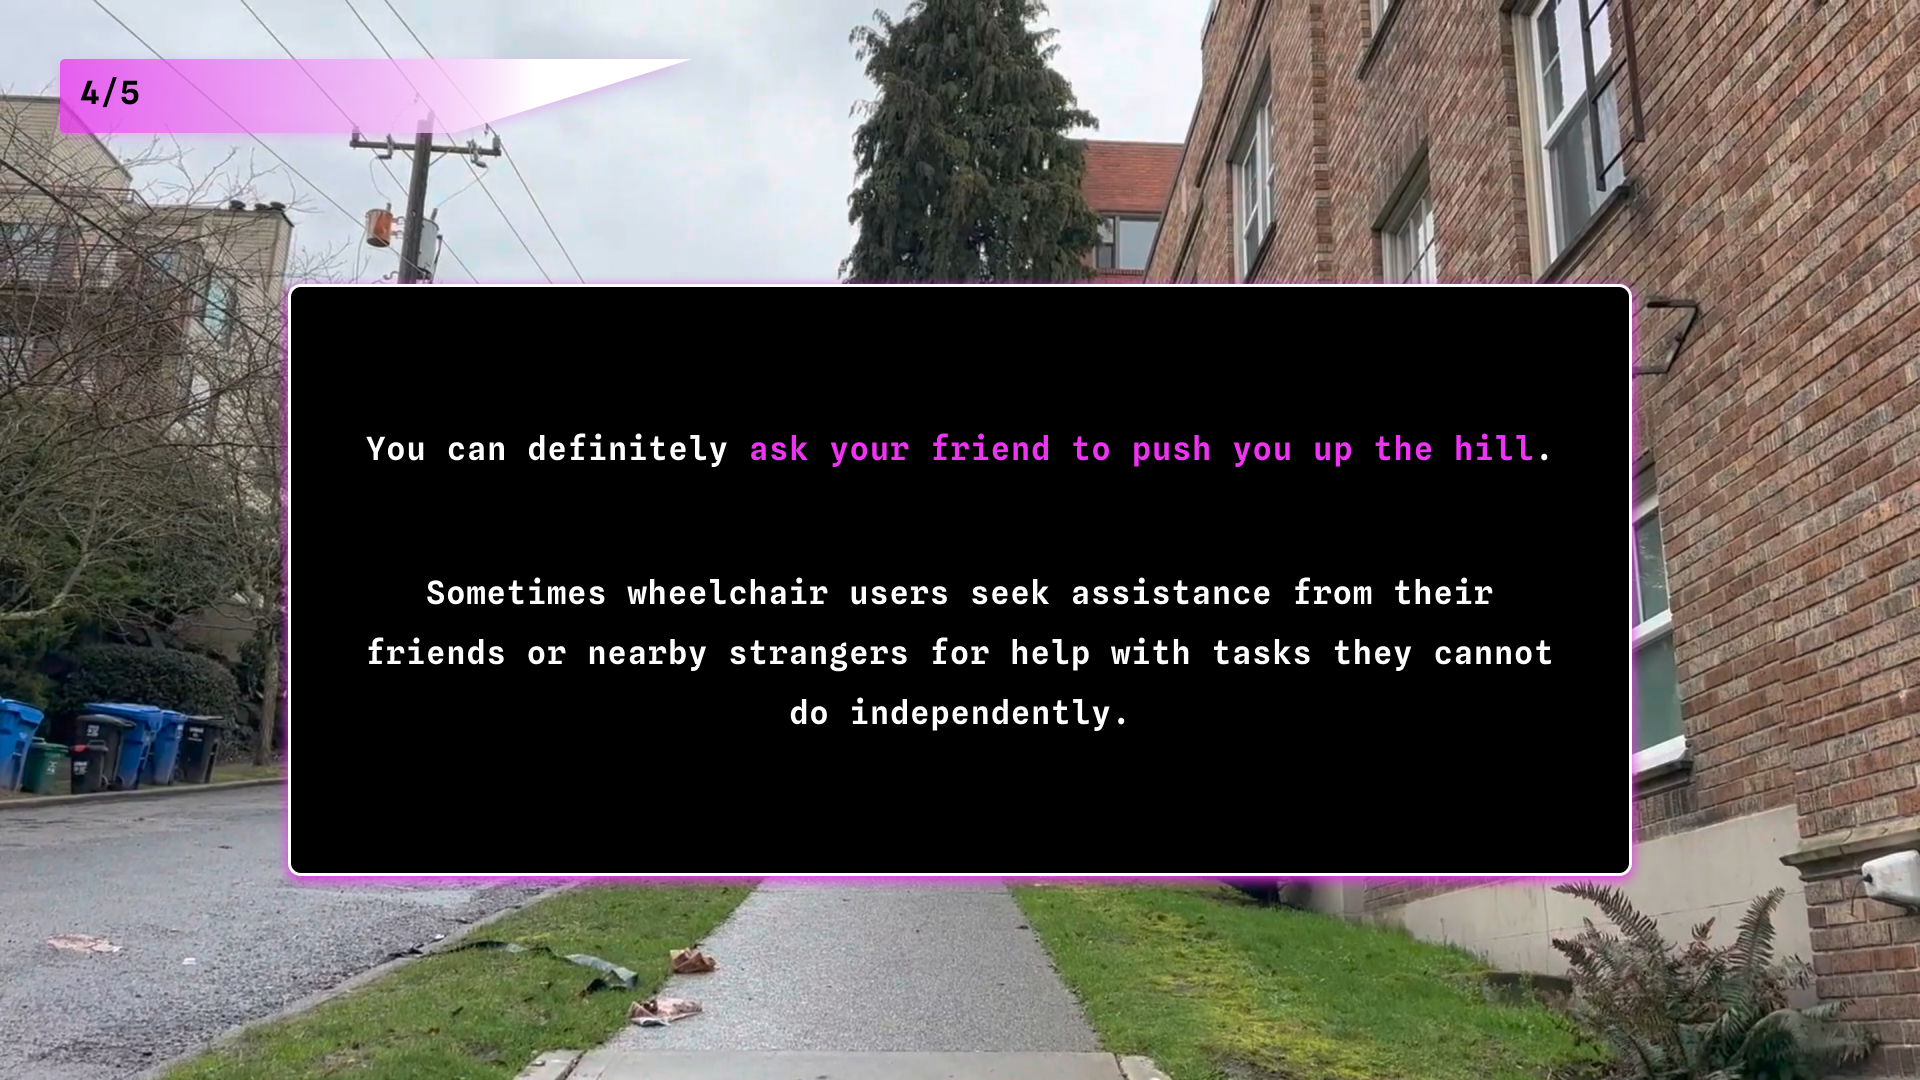 4/5
You can definitely ask your friend to push you up the hill.
Sometimes wheelchair users seek assistance from their
friends or nearby strangers for help with tasks they cannot
do independently.